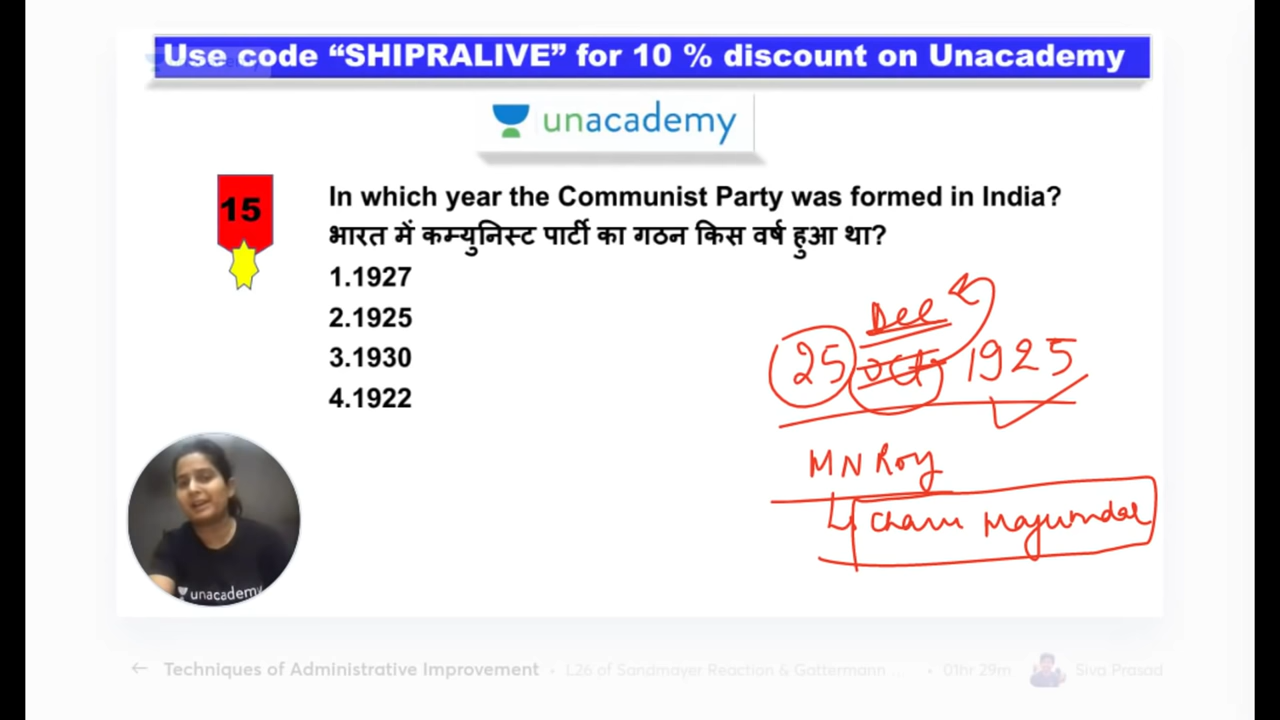 Use code “SHIPRALIVE” for 10 % discount on Unacademy
unacademy
15
In which year the Communist Party was formed in India?
भारत में कम्युनिस्ट पार्टी का गठन किस वर्ष हुआ था?
1.1927
2.1925
3.1930
4.1922
Dec
25 Oct 1925
M N Roy
Charu Majumdar
unacademy
Techniques of Administrative Improvement • L26 of Sandmayer Reaction & Gattermann ... • 01hr 29m Siva Prasad